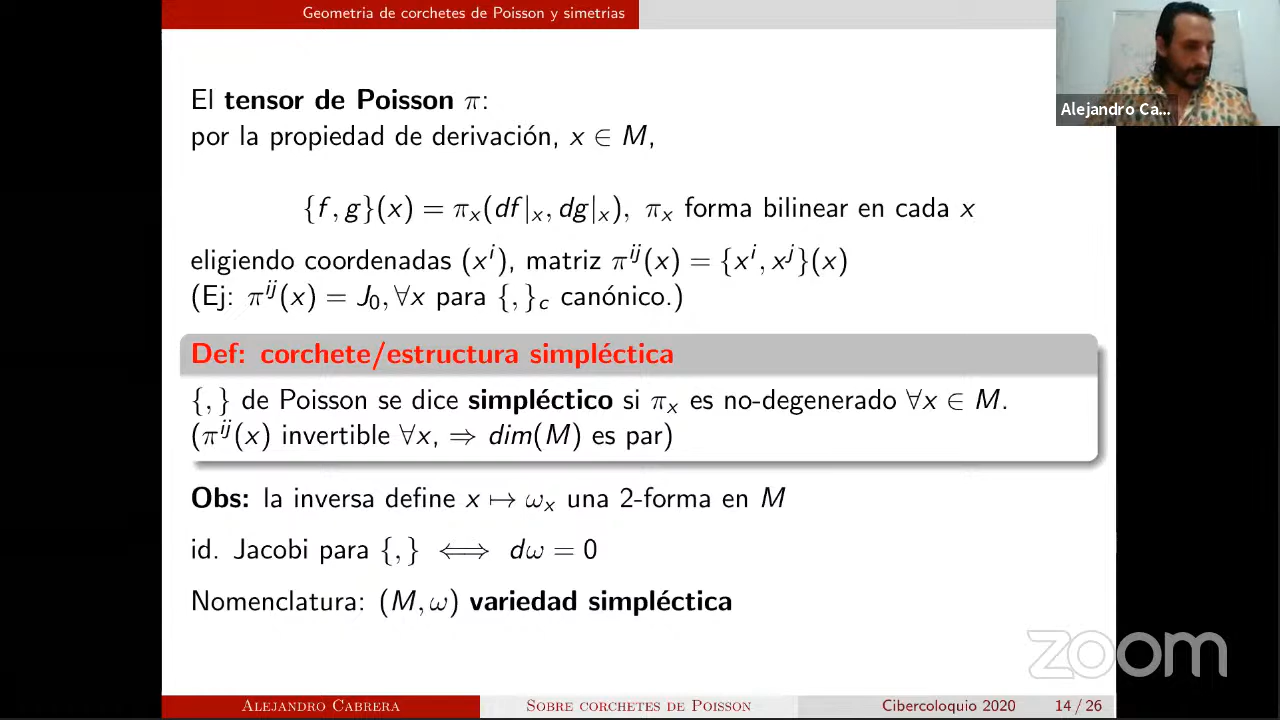 Geometria de corchetes de Poisson y simetrias
El tensor de Poisson π:
por la propiedad de derivación, x ∈ M,
{f, g}(x) = π_x(df|_x, dg|_x), π_x forma bilinear en cada x
eligiendo coordenadas (x^i), matriz π^{ij}(x) = {x^i, x^j}(x)
(Ej: π^{ij}(x) = J_0, ∀x para {,}_c canónico.)
Def: corchete/estructura simpléctica
{,} de Poisson se dice simpléctico si π_x es no-degenerado ∀x ∈ M.
(π^{ij}(x) invertible ∀x, ⇒ dim(M) es par)
Obs: la inversa define x ↦ ω_x una 2-forma en M
id. Jacobi para {,} ⟺ dω = 0
Nomenclatura: (M, ω) variedad simpléctica
Alejandro Ca...
zoom
Alejandro Cabrera
Sobre corchetes de Poisson
Cibercoloquio 2020
14 / 26